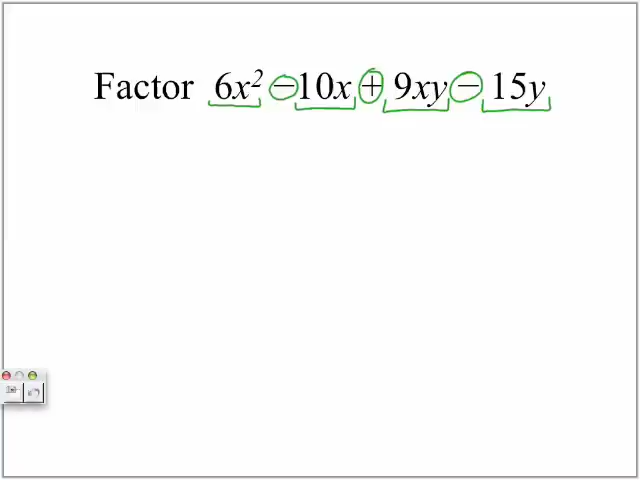 Factor 6x² − 10x + 9xy − 15y